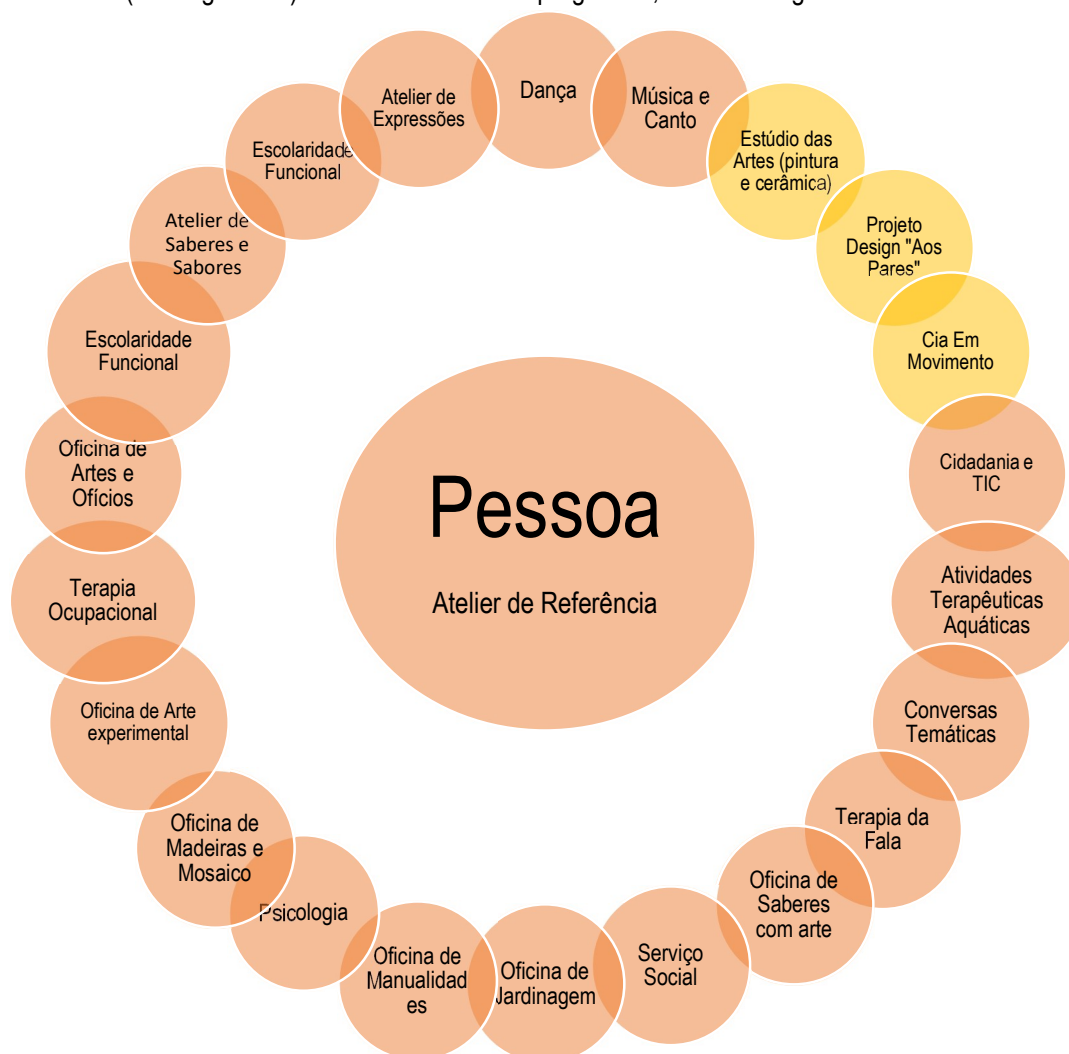 Dança
Música e
Canto
Estúdio das
Artes (pintura
e cerâmica)
Projeto
Design "Aos
Pares"
Cia Em
Movimento
Cidadania e
TIC
Atividades
Terapêuticas
Aquáticas
Conversas
Temáticas
Terapia da
Fala
Oficina de
Saberes
com arte
Serviço
Social
Oficina de
Jardinagem
Oficina de
Manualidad
es
Psicologia
Oficina de
Madeiras e
Mosaico
Oficina de Arte
experimental
Terapia
Ocupacional
Oficina de
Artes e
Ofícios
Escolaridade
Funcional
Atelier de
Saberes e
Sabores
Escolaridade
Funcional
Atelier de
Expressões
Pessoa
Atelier de Referência